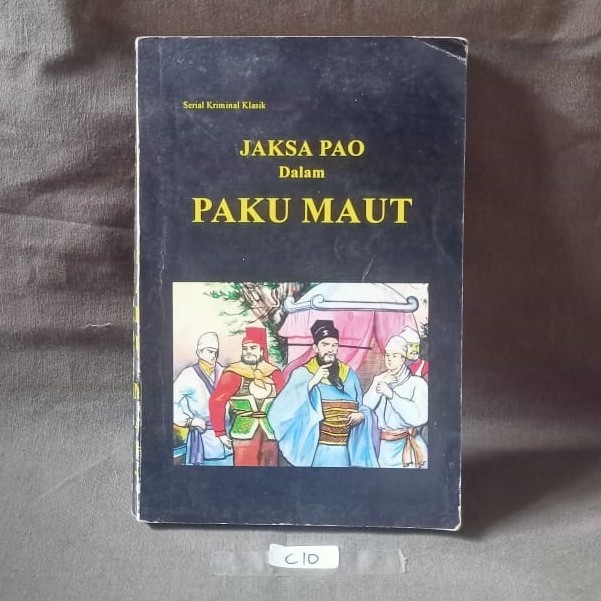 Serial Kriminal Klasik
JAKSA PAO
Dalam
PAKU MAUT
C10